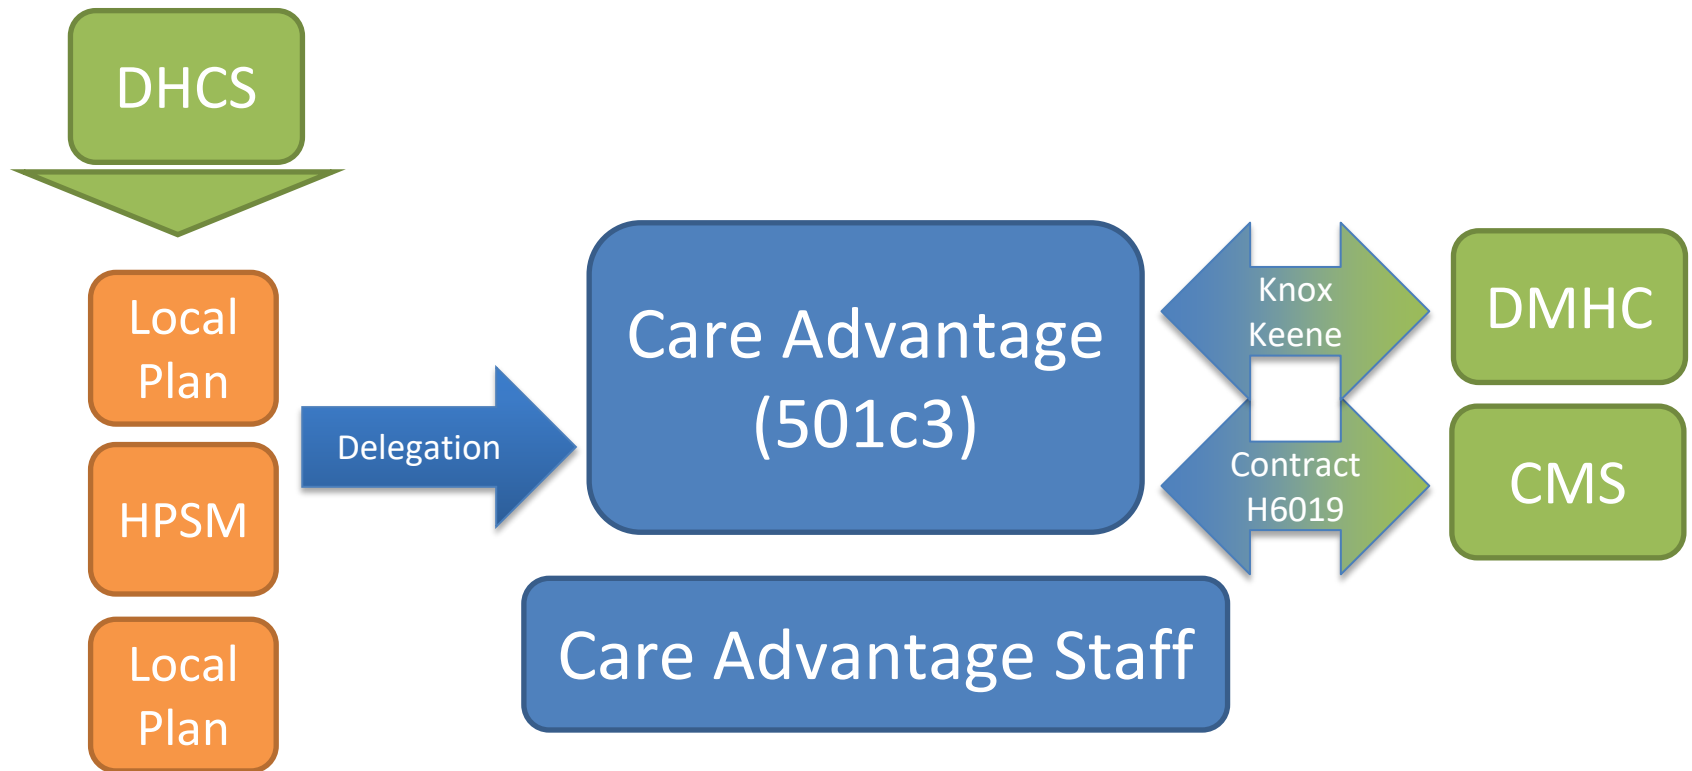 DHCS
Local
Plan
HPSM
Local
Plan
Delegation
Care Advantage
(501c3)
Care Advantage Staff
Knox
Keene
Contract
H6019
DMHC
CMS